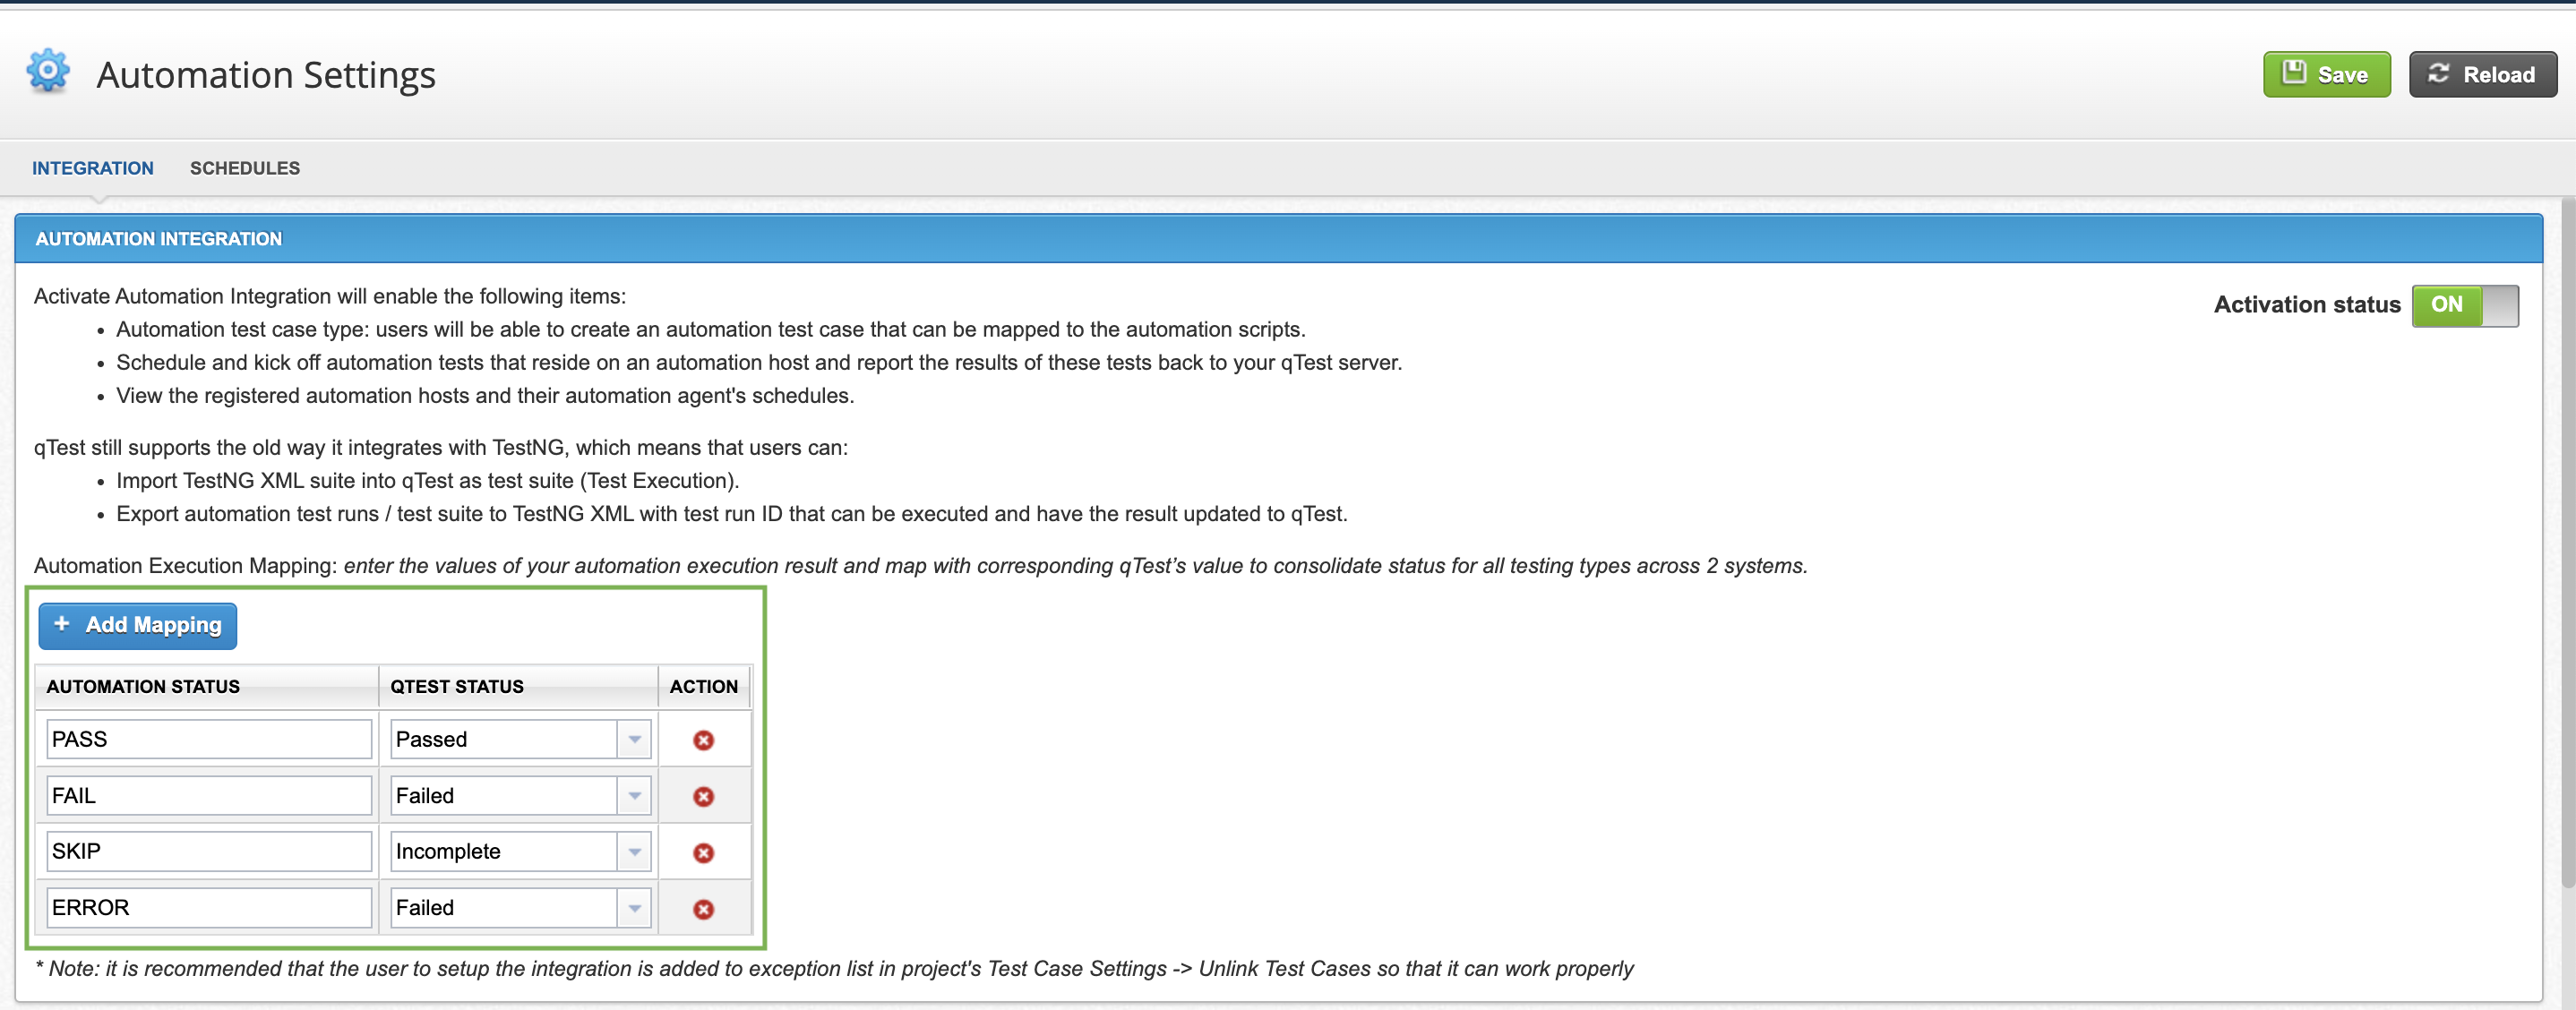 Automation Settings
Save
Reload
INTEGRATION
SCHEDULES
AUTOMATION INTEGRATION
Activate Automation Integration will enable the following items:
Activation status
ON
• Automation test case type: users will be able to create an automation test case that can be mapped to the automation scripts.
• Schedule and kick off automation tests that reside on an automation host and report the results of these tests back to your qTest server.
• View the registered automation hosts and their automation agent's schedules.
qTest still supports the old way it integrates with TestNG, which means that users can:
• Import TestNG XML suite into qTest as test suite (Test Execution).
• Export automation test runs / test suite to TestNG XML with test run ID that can be executed and have the result updated to qTest.
Automation Execution Mapping: enter the values of your automation execution result and map with corresponding qTest’s value to consolidate status for all testing types across 2 systems.
+ Add Mapping
AUTOMATION STATUS QTEST STATUS ACTION
PASS Passed
FAIL Failed
SKIP Incomplete
ERROR Failed
* Note: it is recommended that the user to setup the integration is added to exception list in project's Test Case Settings -> Unlink Test Cases so that it can work properly